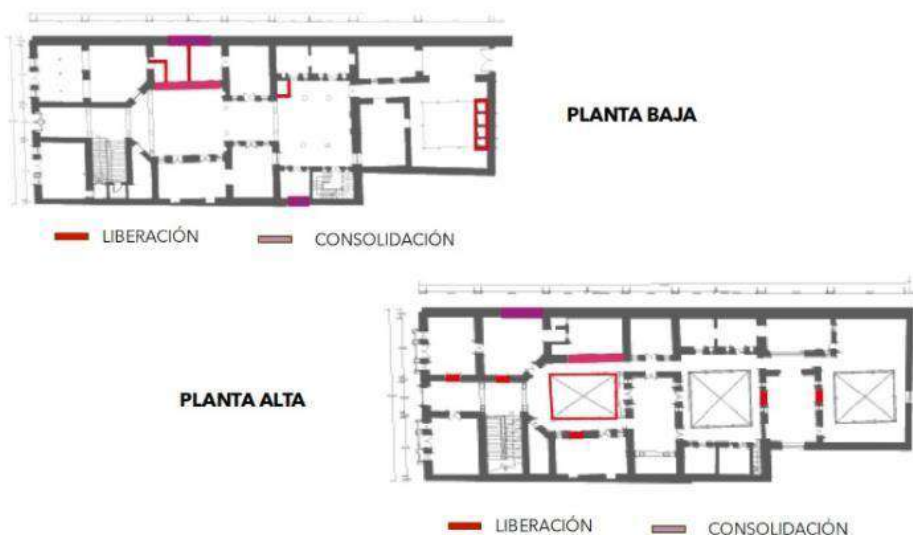 PLANTA BAJA
LIBERACIÓN
CONSOLIDACIÓN
PLANTA ALTA
LIBERACIÓN
CONSOLIDACIÓN